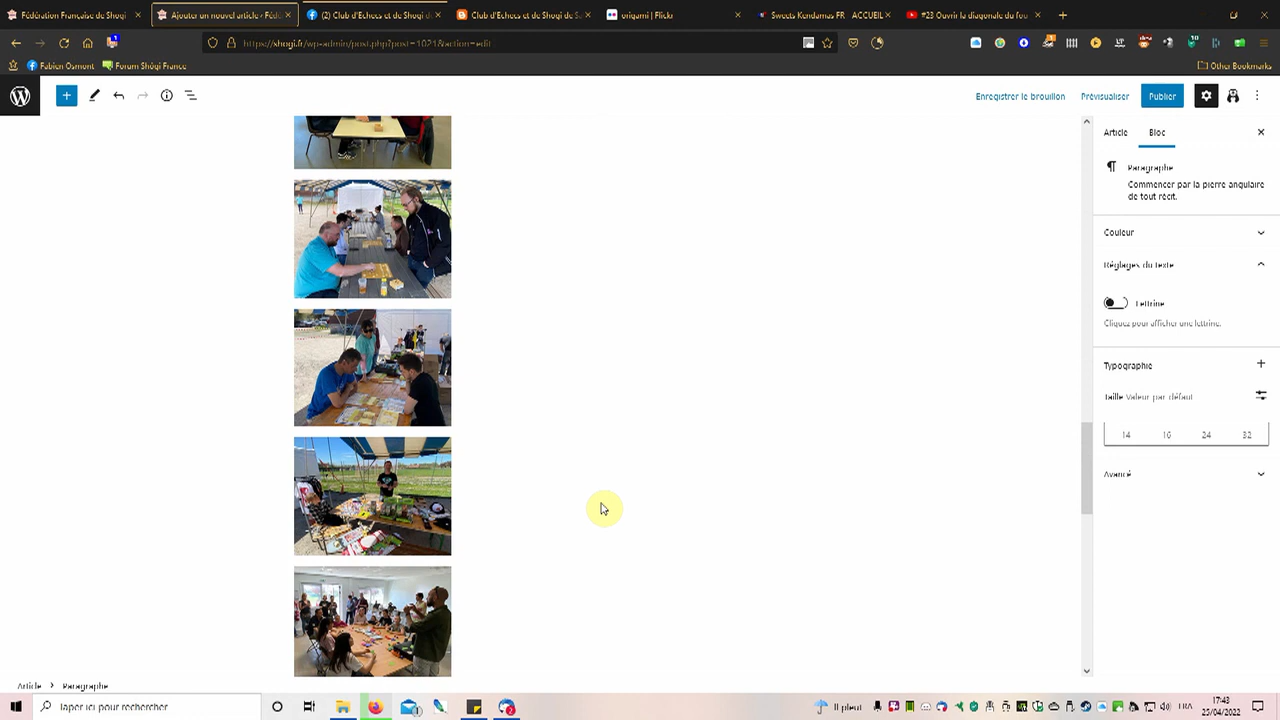 Fédération Française de Shogi
Ajouter un nouvel article ‹ Fédé
(2) Club d'Echecs et de Shogi d
Club d'Echecs et de Shogi de S
origami | Flickr
Sweets Kendamas FR - ACCUEIL
#23 Ouvrir la diagonale du fou
https://shogi.fr/wp-admin/post.php?post=1021&action=edit
Fabien Osmont
Forum Shôgi France
Other Bookmarks
Enregistrer le brouillon
Prévisualiser
Publier
Article
Bloc
Paragraphe
Commencer par la pierre angulaire
de tout récit.
Couleur
Réglages du texte
Lettrine
Cliquez pour afficher une lettrine.
Typographie
Taille Valeur par défaut
14 16 24 32
Avancé
Article > Paragraphe
Taper ici pour rechercher
Il pleut
FRA
17:43
25/04/2022